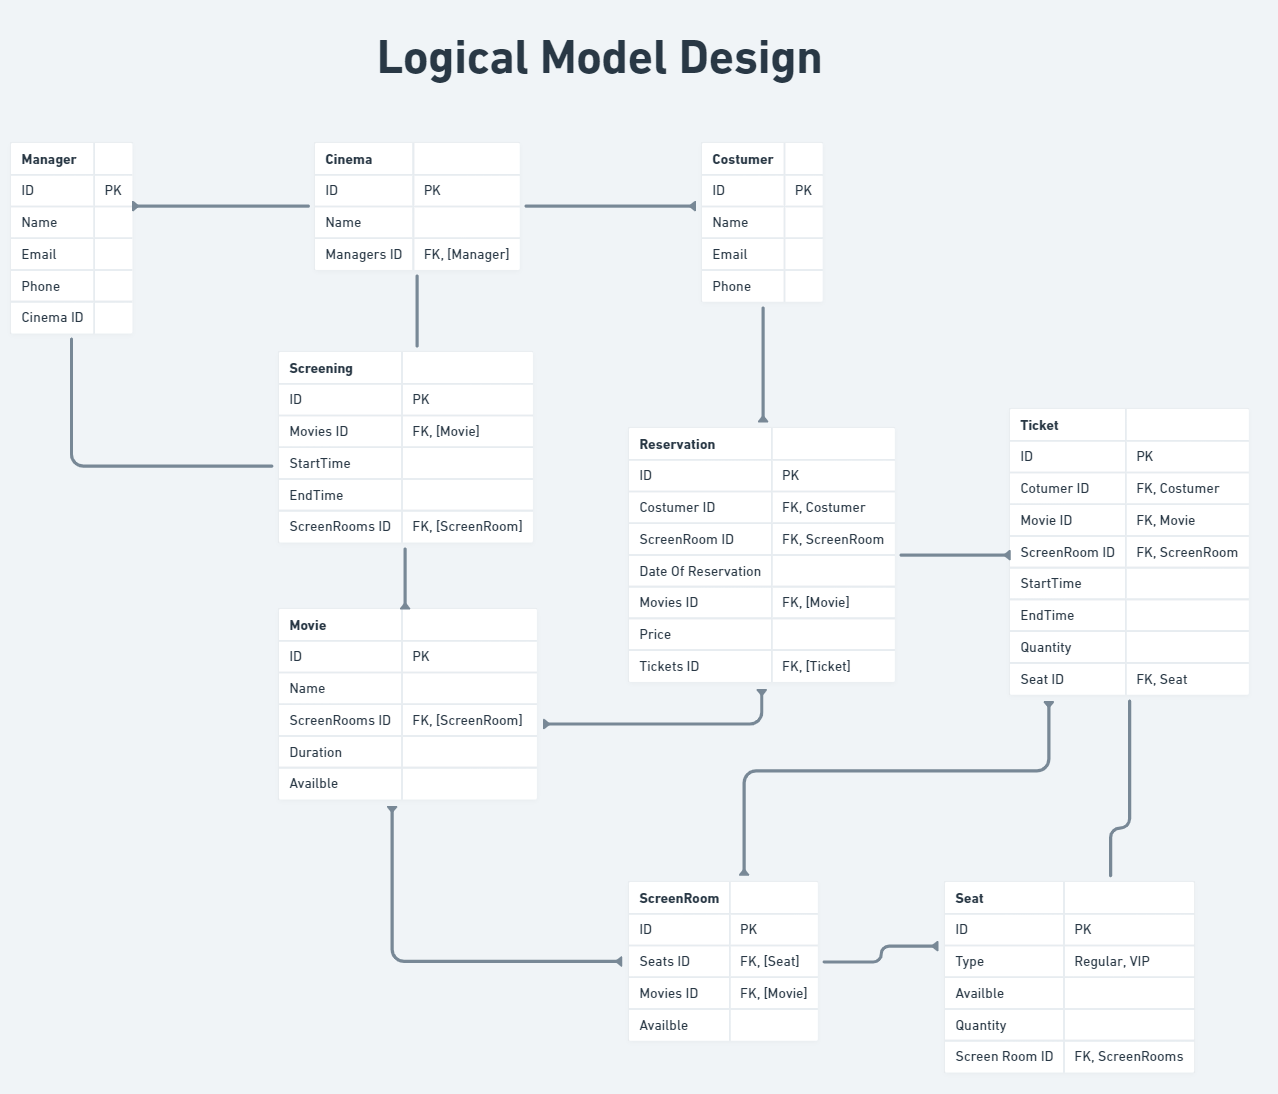 Logical Model Design
Manager
ID PK
Name
Email
Phone
Cinema ID
Cinema
ID PK
Name
Managers ID FK, [Manager]
Costumer
ID PK
Name
Email
Phone
Screening
ID PK
Movies ID FK, [Movie]
StartTime
EndTime
ScreenRooms ID FK, [ScreenRoom]
Reservation
ID PK
Costumer ID FK, Costumer
ScreenRoom ID FK, ScreenRoom
Date Of Reservation
Movies ID FK, [Movie]
Price
Tickets ID FK, [Ticket]
Ticket
ID PK
Cotumer ID FK, Costumer
Movie ID FK, Movie
ScreenRoom ID FK, ScreenRoom
StartTime
EndTime
Quantity
Seat ID FK, Seat
Movie
ID PK
Name
ScreenRooms ID FK, [ScreenRoom]
Duration
Availble
ScreenRoom
ID PK
Seats ID FK, [Seat]
Movies ID FK, [Movie]
Availble
Seat
ID PK
Type Regular, VIP
Availble
Quantity
Screen Room ID FK, ScreenRooms